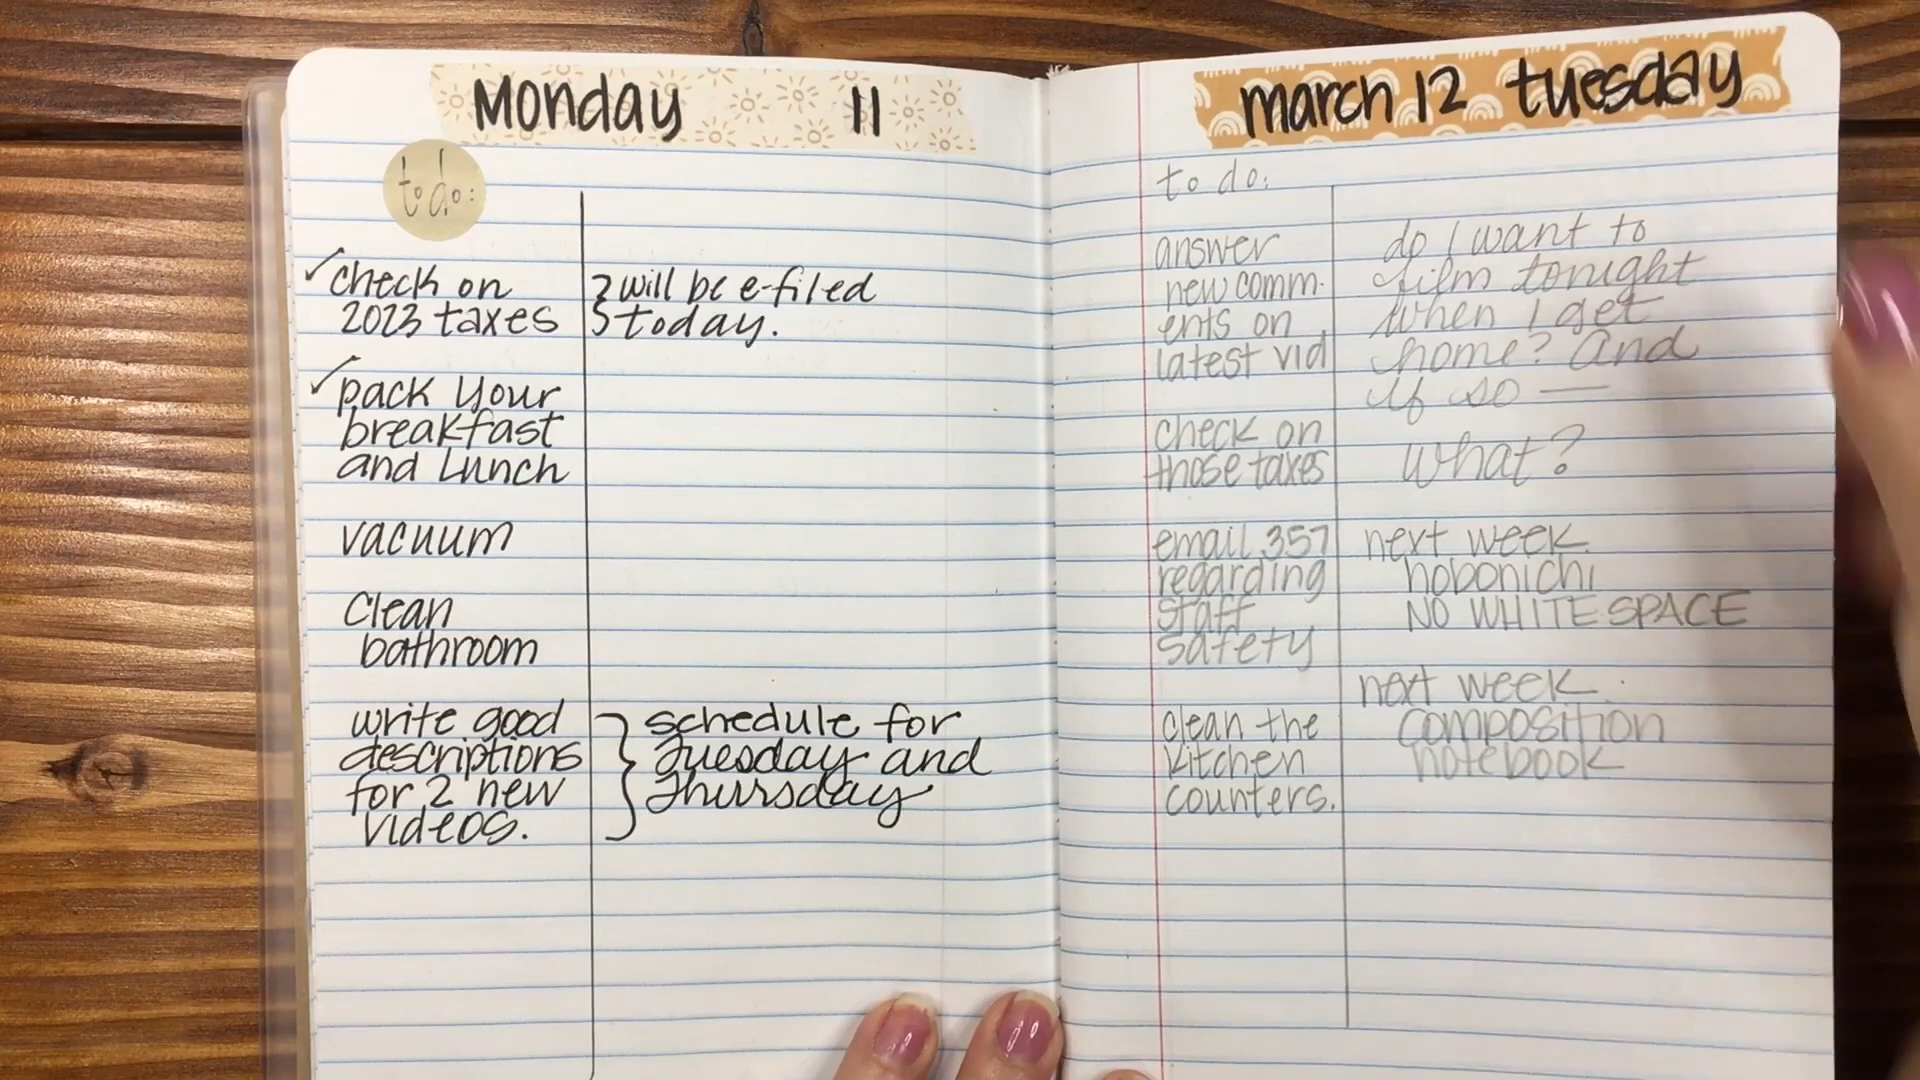 Monday 11
to do:
✓check on
2023 taxes
will be e-filed
today.
✓pack your
breakfast
and lunch
vacuum
clean
bathroom
write good
descriptions
for 2 new
videos.
schedule for
Tuesday and
Thursday
march 12 tuesday
to do:
answer
new comm-
ents on
latest vid
check on
those taxes
email 357
regarding
staff
safety
clean the
kitchen
counters.
do I want to
film tonight
when I get
home? And
if so —
what?
next week
hobonichi
NO WHITE SPACE
next week
composition
notebook